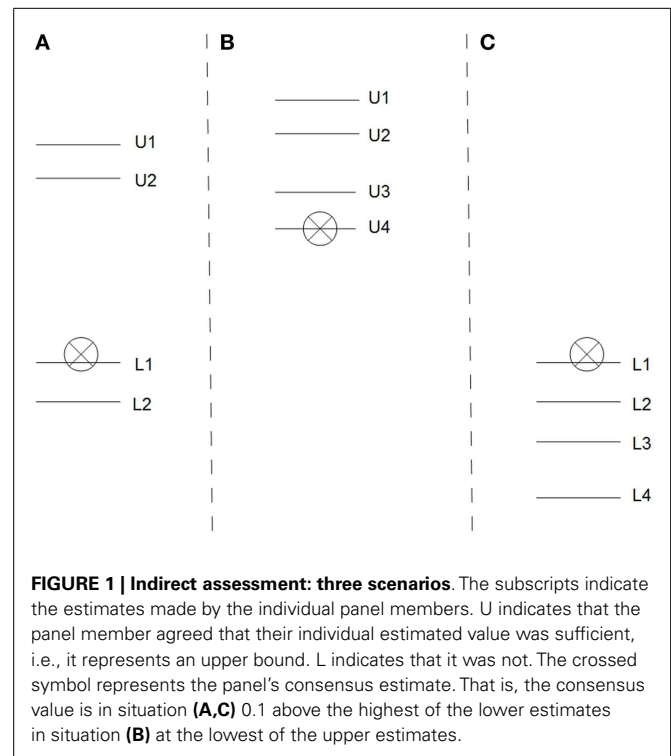 A
B
C
U1
U2
L1
L2
U1
U2
U3
U4
L1
L2
L3
L4
FIGURE 1 | Indirect assessment: three scenarios. The subscripts indicate
the estimates made by the individual panel members. U indicates that the
panel member agreed that their individual estimated value was sufficient,
i.e., it represents an upper bound. L indicates that it was not. The crossed
symbol represents the panel's consensus estimate. That is, the consensus
value is in situation (A,C) 0.1 above the highest of the lower estimates
in situation (B) at the lowest of the upper estimates.